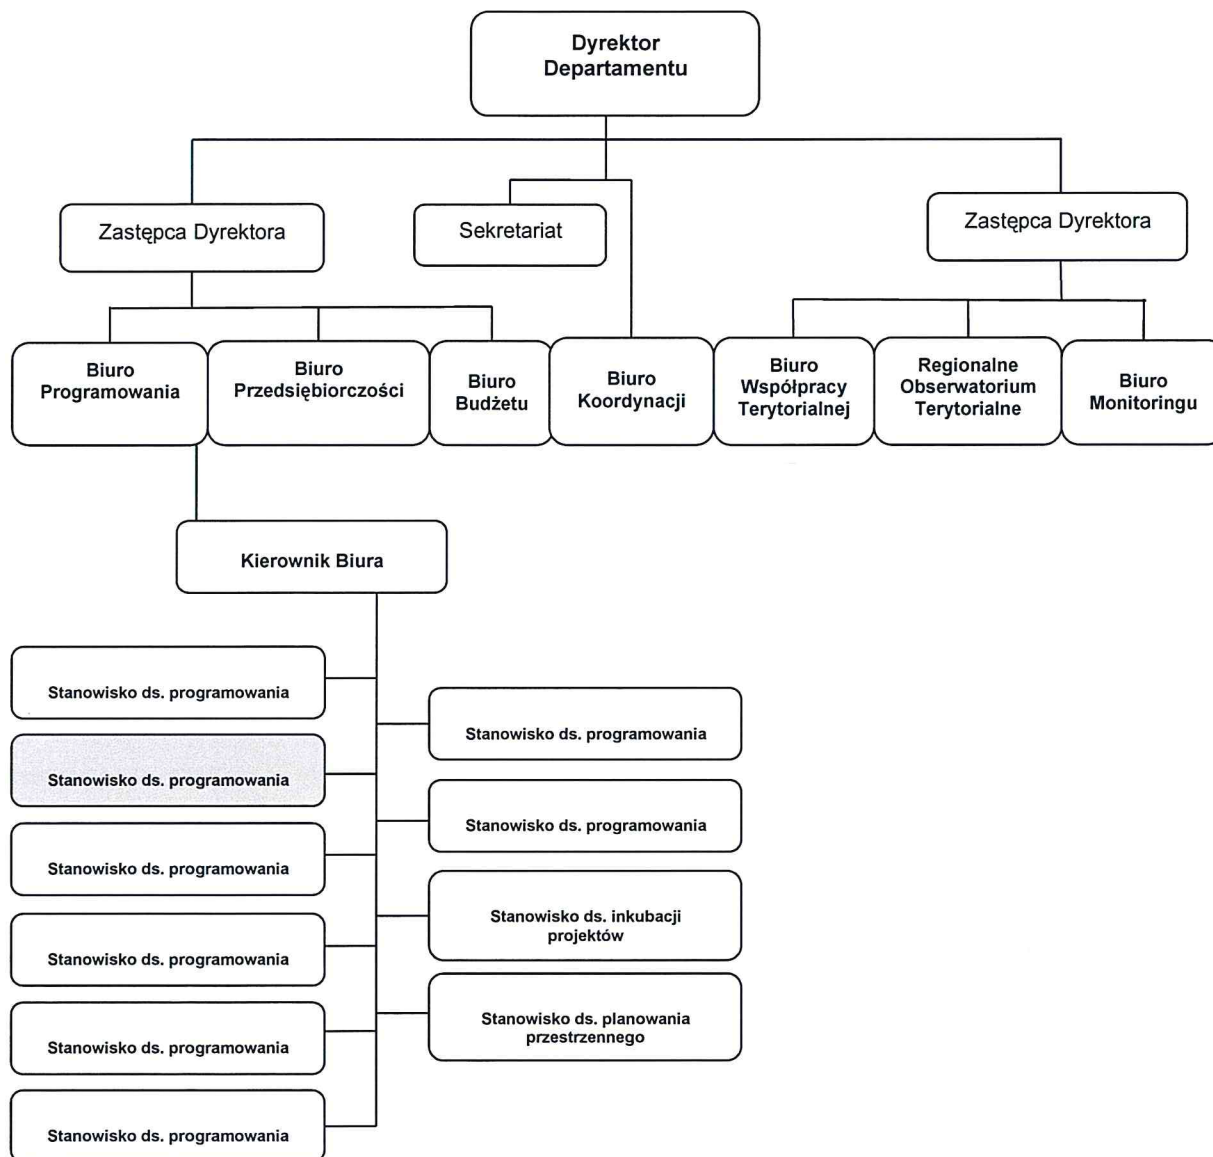 Dyrektor
Departamentu
Zastępca Dyrektora
Sekretariat
Zastępca Dyrektora
Biuro
Programowania
Biuro
Przedsiębiorczości
Biuro
Budżetu
Biuro
Koordynacji
Biuro
Współpracy
Terytorialnej
Regionalne
Obserwatorium
Terytorialne
Biuro
Monitoringu
Kierownik Biura
Stanowisko ds. programowania
Stanowisko ds. programowania
Stanowisko ds. programowania
Stanowisko ds. programowania
Stanowisko ds. programowania
Stanowisko ds. programowania
Stanowisko ds. programowania
Stanowisko ds. programowania
Stanowisko ds. inkubacji
projektów
Stanowisko ds. planowania
przestrzennego